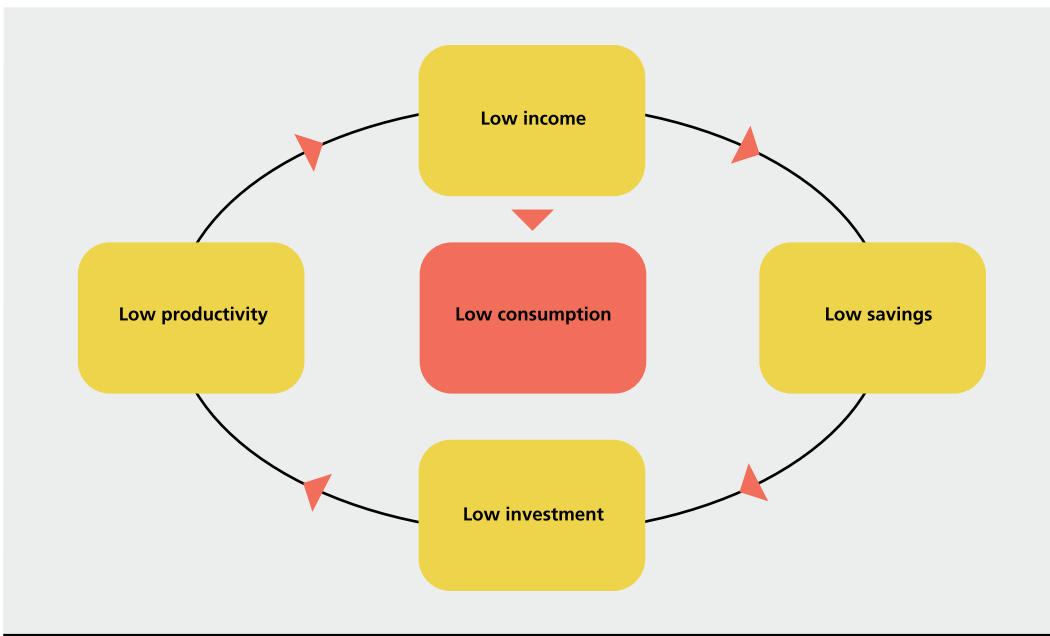 Low income
Low productivity
Low consumption
Low savings
Low investment